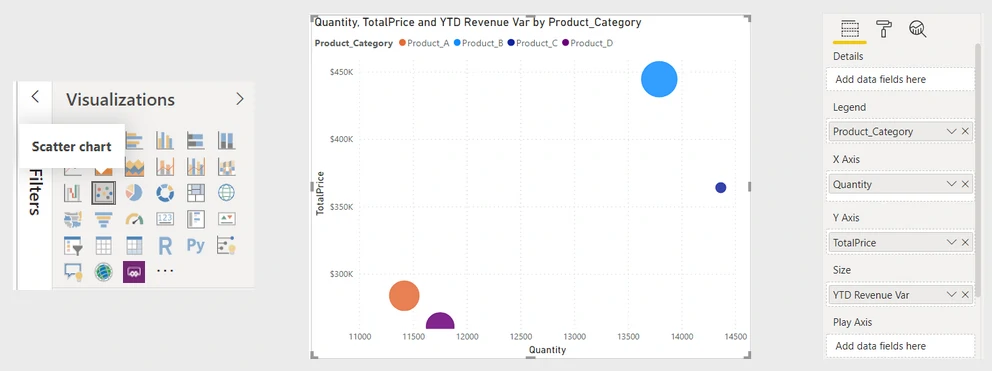 Visualizations
Scatter chart
Filters
123
R
Py
...
Quantity, TotalPrice and YTD Revenue Var by Product_Category
Product_Category Product_A Product_B Product_C Product_D
$450K
$400K
$350K
$300K
TotalPrice
11000 11500 12000 12500 13000 13500 14000 14500
Quantity
Details
Add data fields here
Legend
Product_Category
X Axis
Quantity
Y Axis
TotalPrice
Size
YTD Revenue Var
Play Axis
Add data fields here